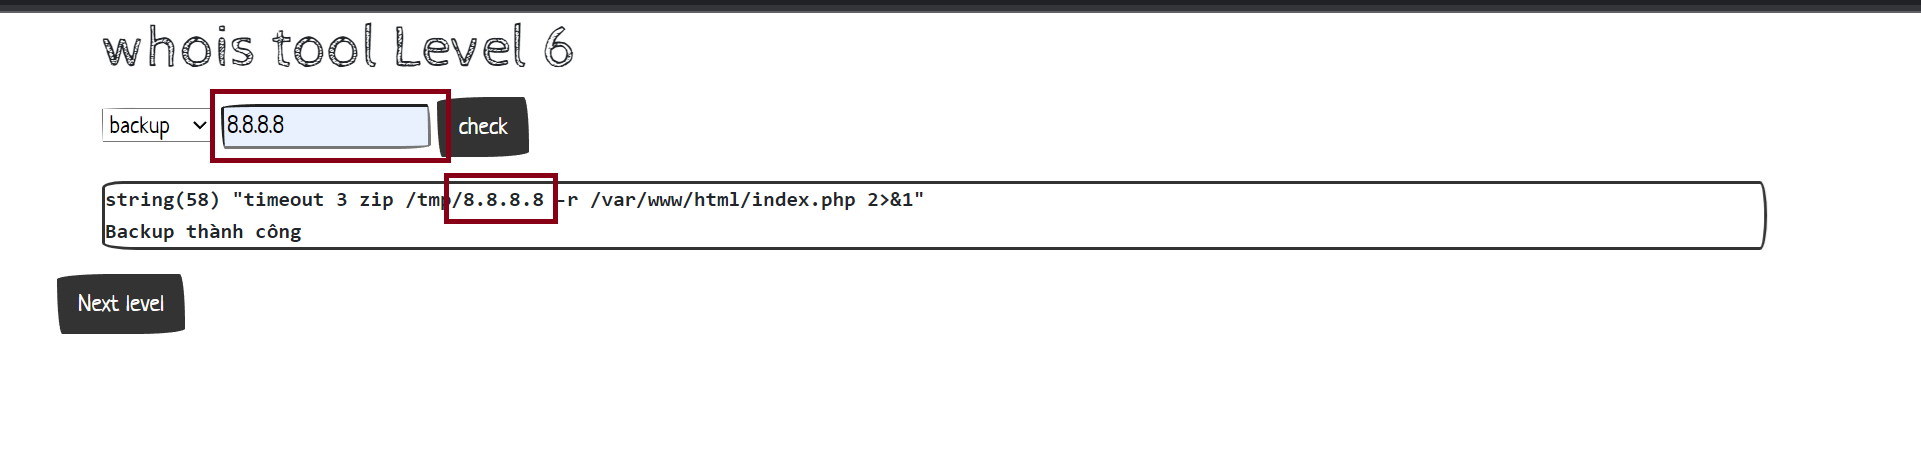 whois tool Level 6
backup 8.8.8.8 check
string(58) "timeout 3 zip /tmp/8.8.8.8 -r /var/www/html/index.php 2>&1"
Backup thành công
Next level